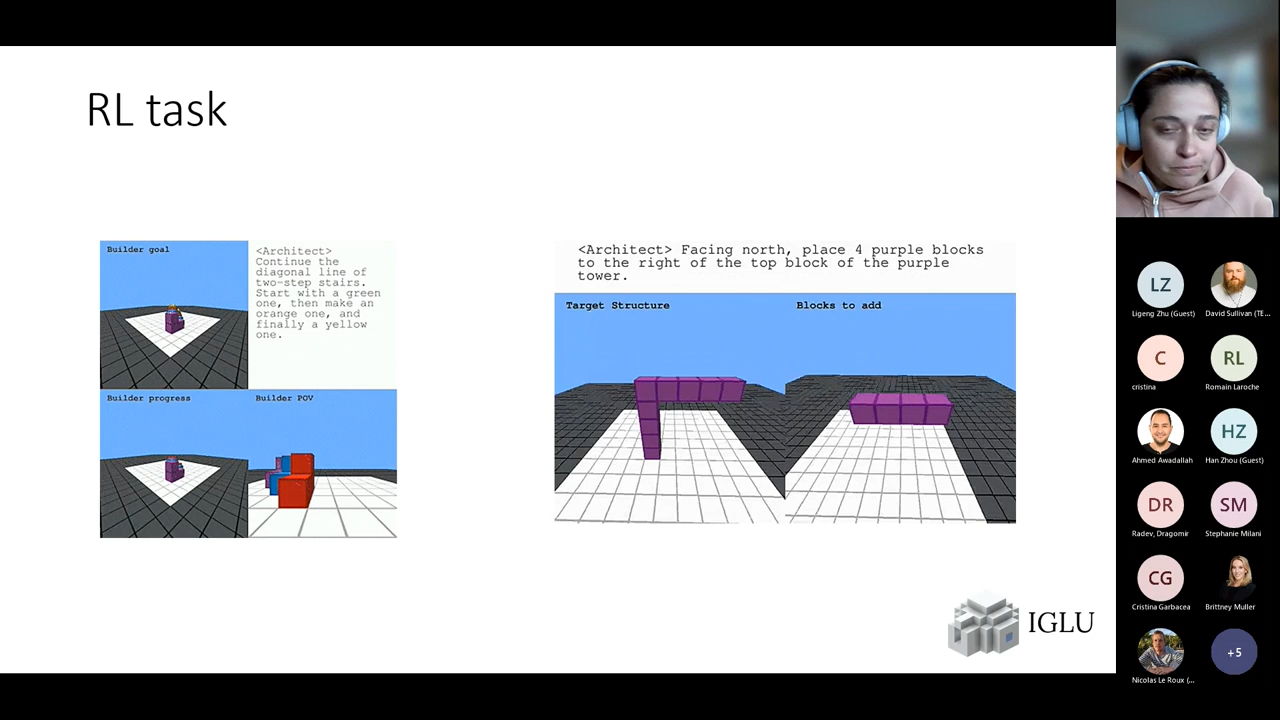 RL task
Builder goal
<Architect>
Continue the
diagonal line of
two-step stairs.
Start with a green
one, then make an
orange one, and
finally a yellow
one.
Builder progress
Builder POV
<Architect> Facing north, place 4 purple blocks
to the right of the top block of the purple
tower.
Target Structure
Blocks to add
IGLU
LZ
Ligeng Zhu (Guest)
David Sullivan (TE...
C
cristina
RL
Romain Laroche
Ahmed Awadallah
HZ
Han Zhou (Guest)
DR
Radev, Dragomir
SM
Stephanie Milani
CG
Cristina Garbacea
Brittney Muller
Nicolas Le Roux (...
+5